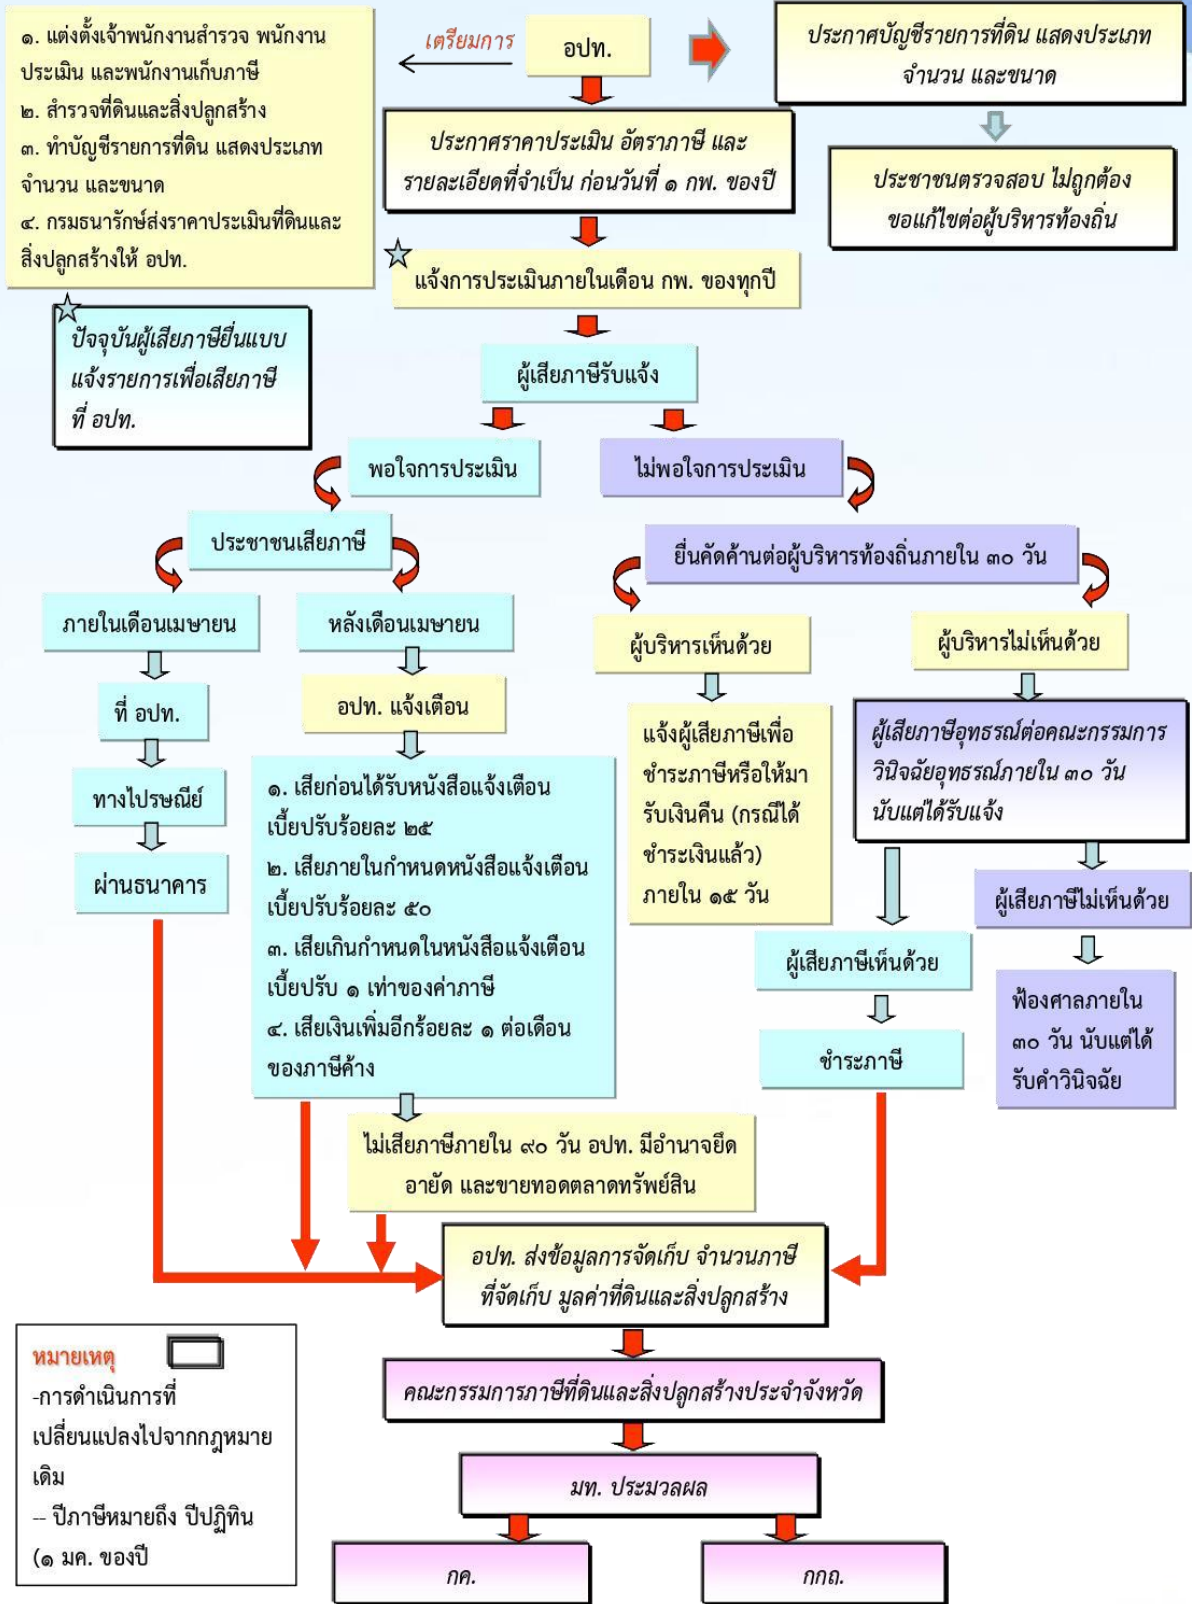 ๑. แต่งตั้งเจ้าพนักงานสำรวจ พนักงาน
ประเมิน และพนักงานเก็บภาษี
๒. สำรวจที่ดินและสิ่งปลูกสร้าง
๓. ทำบัญชีรายการที่ดิน แสดงประเภท
จำนวน และขนาด
๔. กรมธนารักษ์ส่งราคาประเมินที่ดินและ
สิ่งปลูกสร้างให้ อปท.
เตรียมการ
อปท.
ประกาศบัญชีรายการที่ดิน แสดงประเภท
จำนวน และขนาด
ประกาศราคาประเมิน อัตราภาษี และ
รายละเอียดที่จำเป็น ก่อนวันที่ ๑ กพ. ของปี
ประชาชนตรวจสอบ ไม่ถูกต้อง
ขอแก้ไขต่อผู้บริหารท้องถิ่น
แจ้งการประเมินภายในเดือน กพ. ของทุกปี
ปัจจุบันผู้เสียภาษียื่นแบบ
แจ้งรายการเพื่อเสียภาษี
ที่ อปท.
ผู้เสียภาษีรับแจ้ง
พอใจการประเมิน
ไม่พอใจการประเมิน
ประชาชนเสียภาษี
ยื่นคัดค้านต่อผู้บริหารท้องถิ่นภายใน ๓๐ วัน
ภายในเดือนเมษายน
หลังเดือนเมษายน
ผู้บริหารเห็นด้วย
ผู้บริหารไม่เห็นด้วย
ที่ อปท.
ทางไปรษณีย์
ผ่านธนาคาร
อปท. แจ้งเตือน
๑. เสียก่อนได้รับหนังสือแจ้งเตือน
เบี้ยปรับร้อยละ ๒๕
๒. เสียภายในกำหนดหนังสือแจ้งเตือน
เบี้ยปรับร้อยละ ๕๐
๓. เสียเกินกำหนดในหนังสือแจ้งเตือน
เบี้ยปรับ ๑ เท่าของค่าภาษี
๔. เสียเงินเพิ่มอีกร้อยละ ๑ ต่อเดือน
ของภาษีค้าง
แจ้งผู้เสียภาษีเพื่อ
ชำระภาษีหรือให้มา
รับเงินคืน (กรณีได้
ชำระเงินแล้ว)
ภายใน ๑๕ วัน
ผู้เสียภาษีอุทธรณ์ต่อคณะกรรมการ
วินิจฉัยอุทธรณ์ภายใน ๓๐ วัน
นับแต่ได้รับแจ้ง
ผู้เสียภาษีไม่เห็นด้วย
ผู้เสียภาษีเห็นด้วย
ฟ้องศาลภายใน
๓๐ วัน นับแต่ได้
รับคำวินิจฉัย
ชำระภาษี
ไม่เสียภาษีภายใน ๙๐ วัน อปท. มีอำนาจยึด
อายัด และขายทอดตลาดทรัพย์สิน
อปท. ส่งข้อมูลการจัดเก็บ จำนวนภาษี
ที่จัดเก็บ มูลค่าที่ดินและสิ่งปลูกสร้าง
หมายเหตุ
-การดำเนินการที่
เปลี่ยนแปลงไปจากกฎหมาย
เดิม
-- ปีภาษีหมายถึง ปีปฏิทิน
(๑ มค. ของปี
คณะกรรมการภาษีที่ดินและสิ่งปลูกสร้างประจำจังหวัด
มท. ประมวลผล
กค.
กกถ.